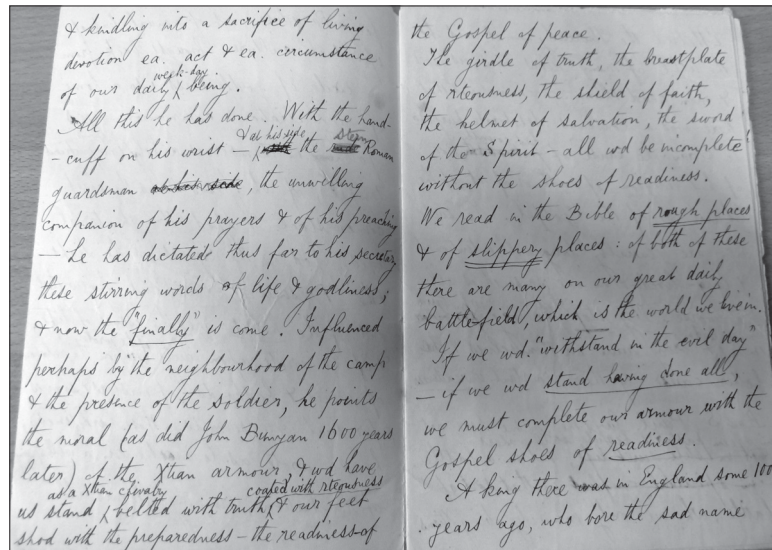 & kindling into a sacrifice of living
devotion ea. act & ea. circumstance
week-day
of our daily being.
All this he has done. With the hand-
& at his side stern
-cuff on his wrist — the Roman
guardsman at his side, the unwilling
companion of his prayers & of his preaching
— he has dictated thus far to his secretary
these stirring words of life & godliness;
& now the "finally" is come. Influenced
perhaps by the neighbourhood of the camp
& the presence of the soldier, he points
the moral (as did John Bunyan 1600 years
later) of the Xtian armour, & wd have
as a Xtian chivalry coated with rteousness
us stand belted with truth, & our feet
shod with the preparedness – the readiness of
the Gospel of peace.
The girdle of truth, the breastplate
of rteousness, the shield of faith,
the helmet of salvation, the sword
of the Spirit – all wd be incomplete
without the shoes of readiness.
We read in the Bible of rough places
& of slippery places: of both of these
there are many on our great daily
battlefield, which is the world we live in.
If we wd. "withstand in the evil day"
– if we wd stand having done all,
we must complete our armour with the
Gospel shoes of readiness.
A king there was in England some 100
years ago, who bore the sad name